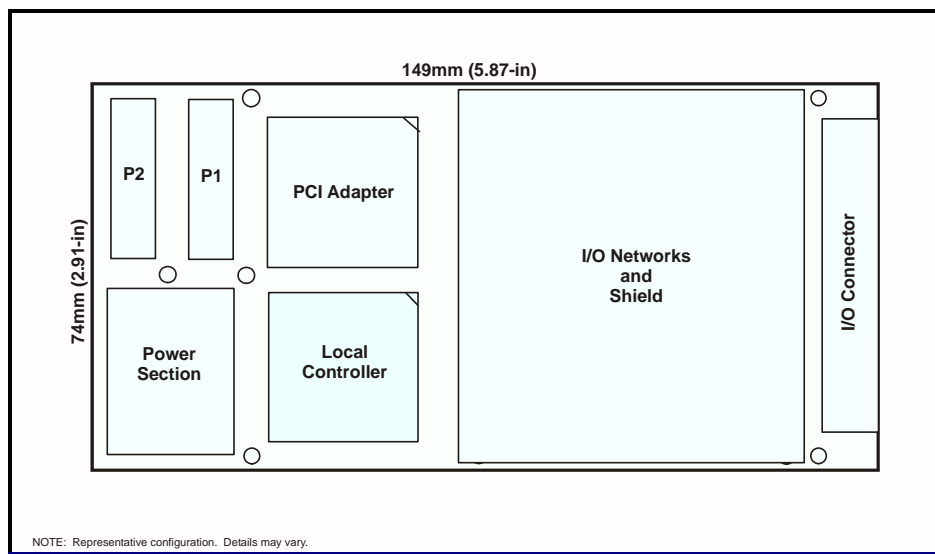 149mm (5.87-in)
74mm (2.91-in)
P2
P1
PCI Adapter
I/O Networks
and
Shield
I/O Connector
Power
Section
Local
Controller
NOTE:  Representative configuration.  Details may vary.